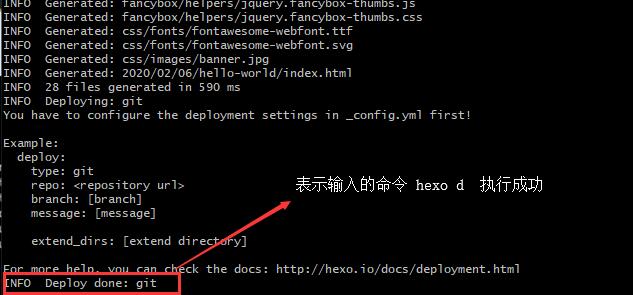 INFO  Generated: fancybox/helpers/jquery.fancybox-thumbs.js
INFO  Generated: fancybox/helpers/jquery.fancybox-thumbs.css
INFO  Generated: css/fonts/fontawesome-webfont.ttf
INFO  Generated: css/fonts/fontawesome-webfont.svg
INFO  Generated: css/images/banner.jpg
INFO  Generated: 2020/02/06/hello-world/index.html
INFO  28 files generated in 590 ms
INFO  Deploying: git
You have to configure the deployment settings in _config.yml first!
Example:
deploy:
type: git
repo: <repository url>
branch: [branch]
message: [message]
表示输入的命令 hexo d 执行成功
extend_dirs: [extend directory]
For more help, you can check the docs: http://hexo.io/docs/deployment.html
INFO  Deploy done: git